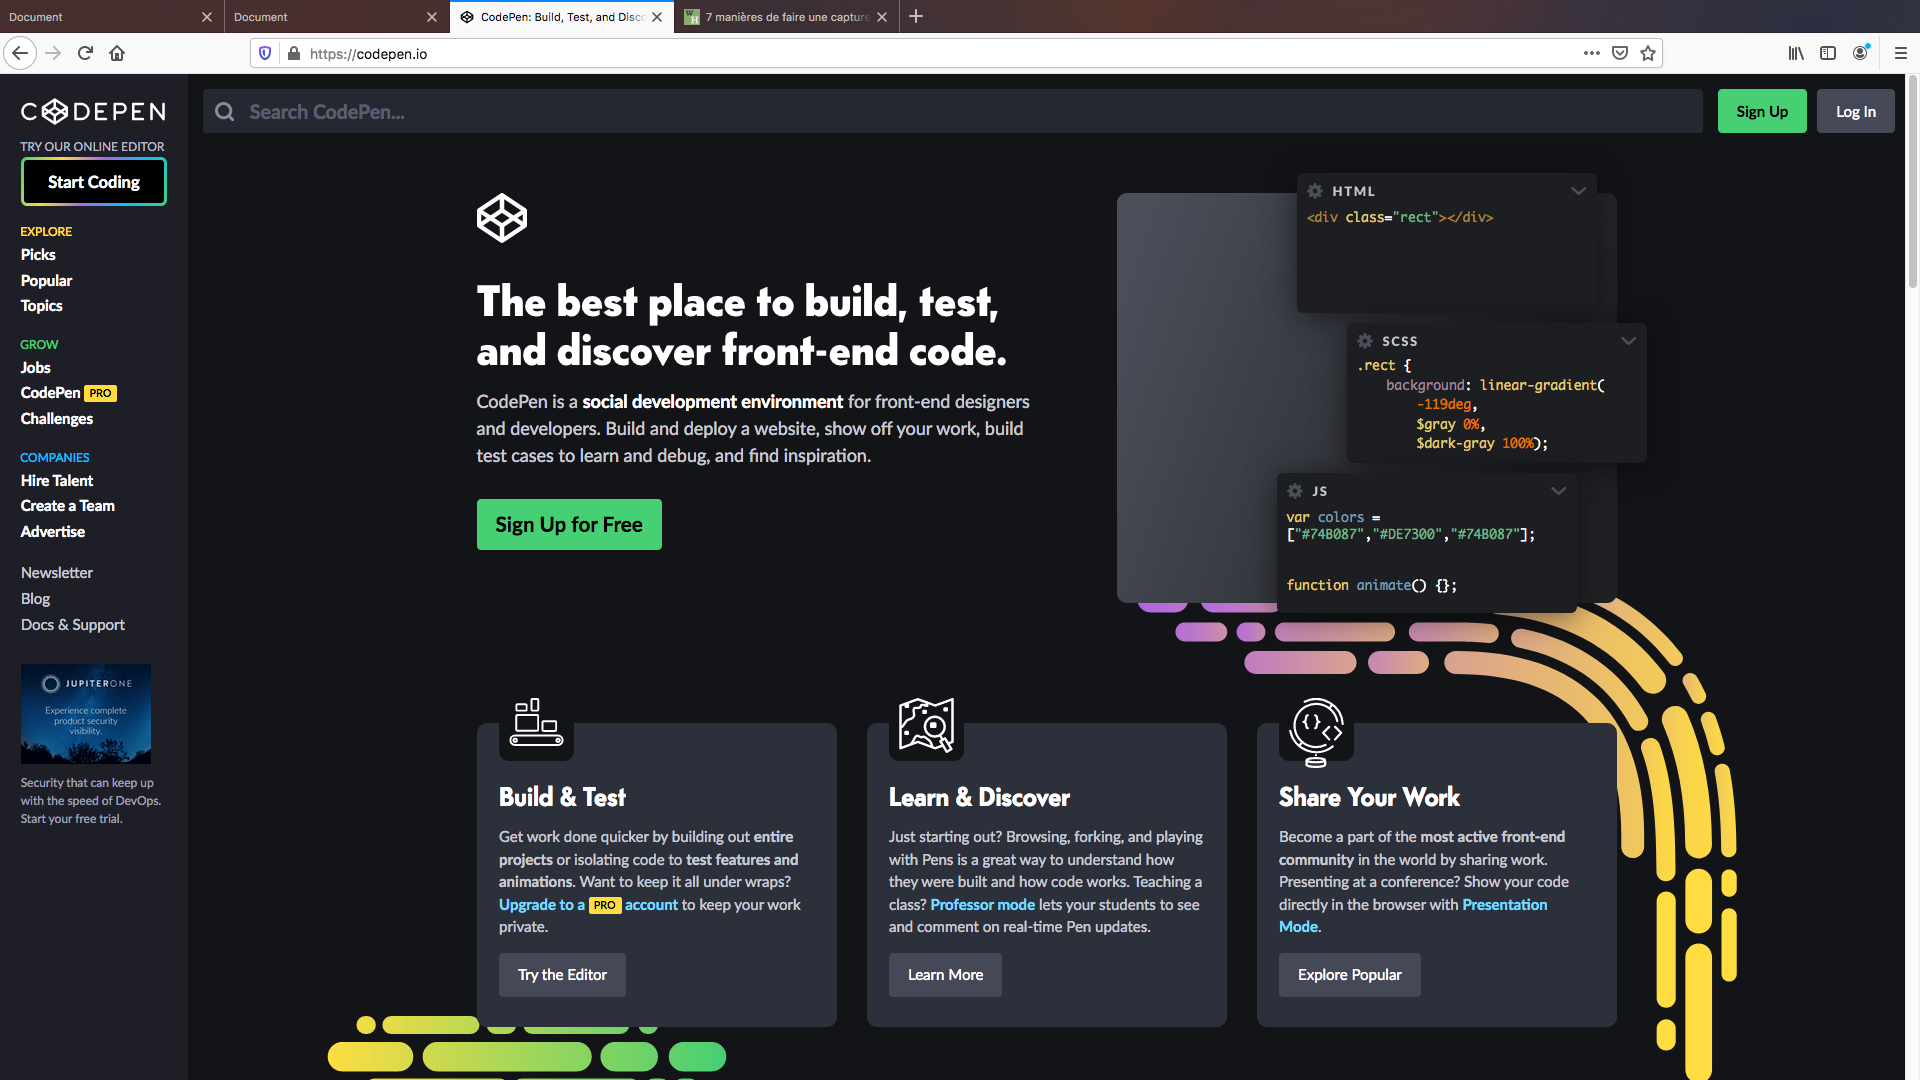 Document
Document
CodePen: Build, Test, and Disc
7 manières de faire une capture
https://codepen.io
CODEPEN
TRY OUR ONLINE EDITOR
Start Coding
EXPLORE
Picks
Popular
Topics
GROW
Jobs
CodePen PRO
Challenges
COMPANIES
Hire Talent
Create a Team
Advertise
Newsletter
Blog
Docs & Support
JUPITERONE
Experience complete
product security
visibility.
Security that can keep up
with the speed of DevOps.
Start your free trial.
Search CodePen...
Sign Up
Log In
The best place to build, test,
and discover front-end code.
CodePen is a social development environment for front-end designers
and developers. Build and deploy a website, show off your work, build
test cases to learn and debug, and find inspiration.
Sign Up for Free
HTML
<div class="rect"></div>
SCSS
.rect {
background: linear-gradient(
-119deg,
$gray 0%,
$dark-gray 100%);
JS
var colors =
["#74B087","#DE7300","#74B087"];
function animate() {};
Build & Test
Get work done quicker by building out entire
projects or isolating code to test features and
animations. Want to keep it all under wraps?
Upgrade to a PRO account to keep your work
private.
Try the Editor
Learn & Discover
Just starting out? Browsing, forking, and playing
with Pens is a great way to understand how
they were built and how code works. Teaching a
class? Professor mode lets your students to see
and comment on real-time Pen updates.
Learn More
Share Your Work
Become a part of the most active front-end
community in the world by sharing work.
Presenting at a conference? Show your code
directly in the browser with Presentation
Mode.
Explore Popular